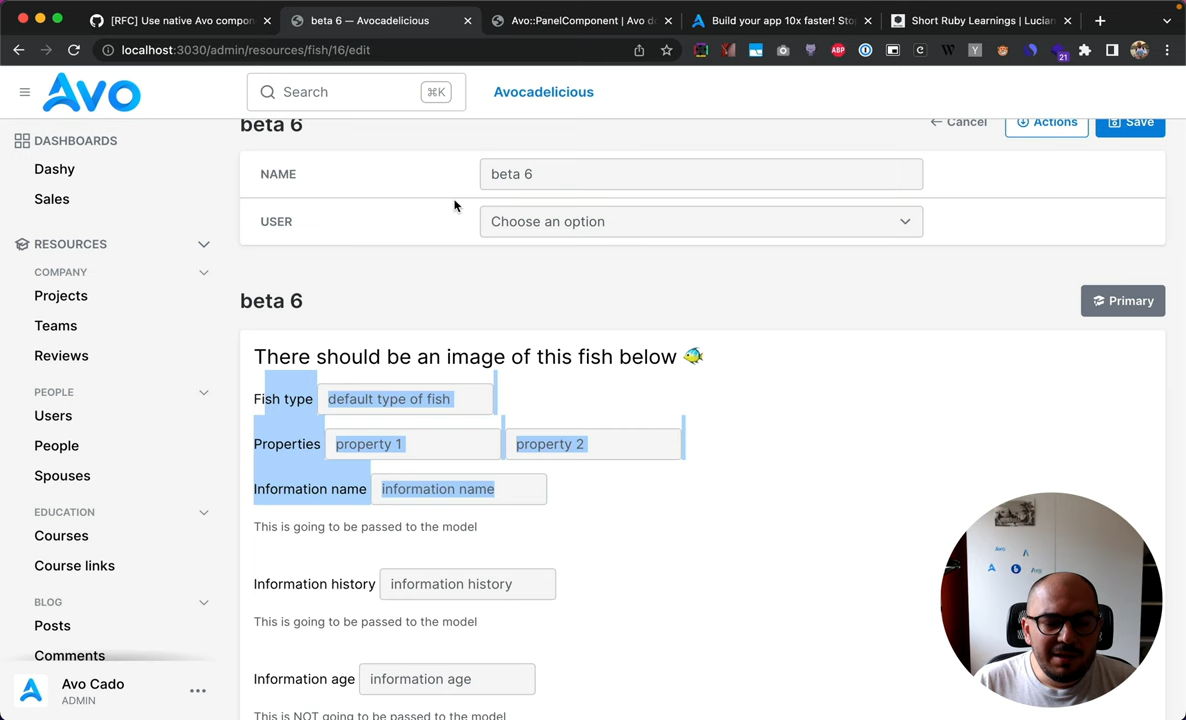 [RFC] Use native Avo compon
beta 6 — Avocadelicious
Avo::PanelComponent | Avo d
Build your app 10x faster! Sto
Short Ruby Learnings | Lucian
localhost:3030/admin/resources/fish/16/edit
ABP
21
AVO
Search
⌘K
Avocadelicious
DASHBOARDS
Dashy
Sales
RESOURCES
COMPANY
Projects
Teams
Reviews
PEOPLE
Users
People
Spouses
EDUCATION
Courses
Course links
BLOG
Posts
Comments
Avo Cado
ADMIN
beta 6
Cancel
Actions
Save
NAME
beta 6
USER
Choose an option
beta 6
Primary
There should be an image of this fish below 🐠
Fish type
default type of fish
Properties
property 1
property 2
Information name
information name
This is going to be passed to the model
Information history
information history
This is going to be passed to the model
Information age
information age
This is NOT going to be passed to the model